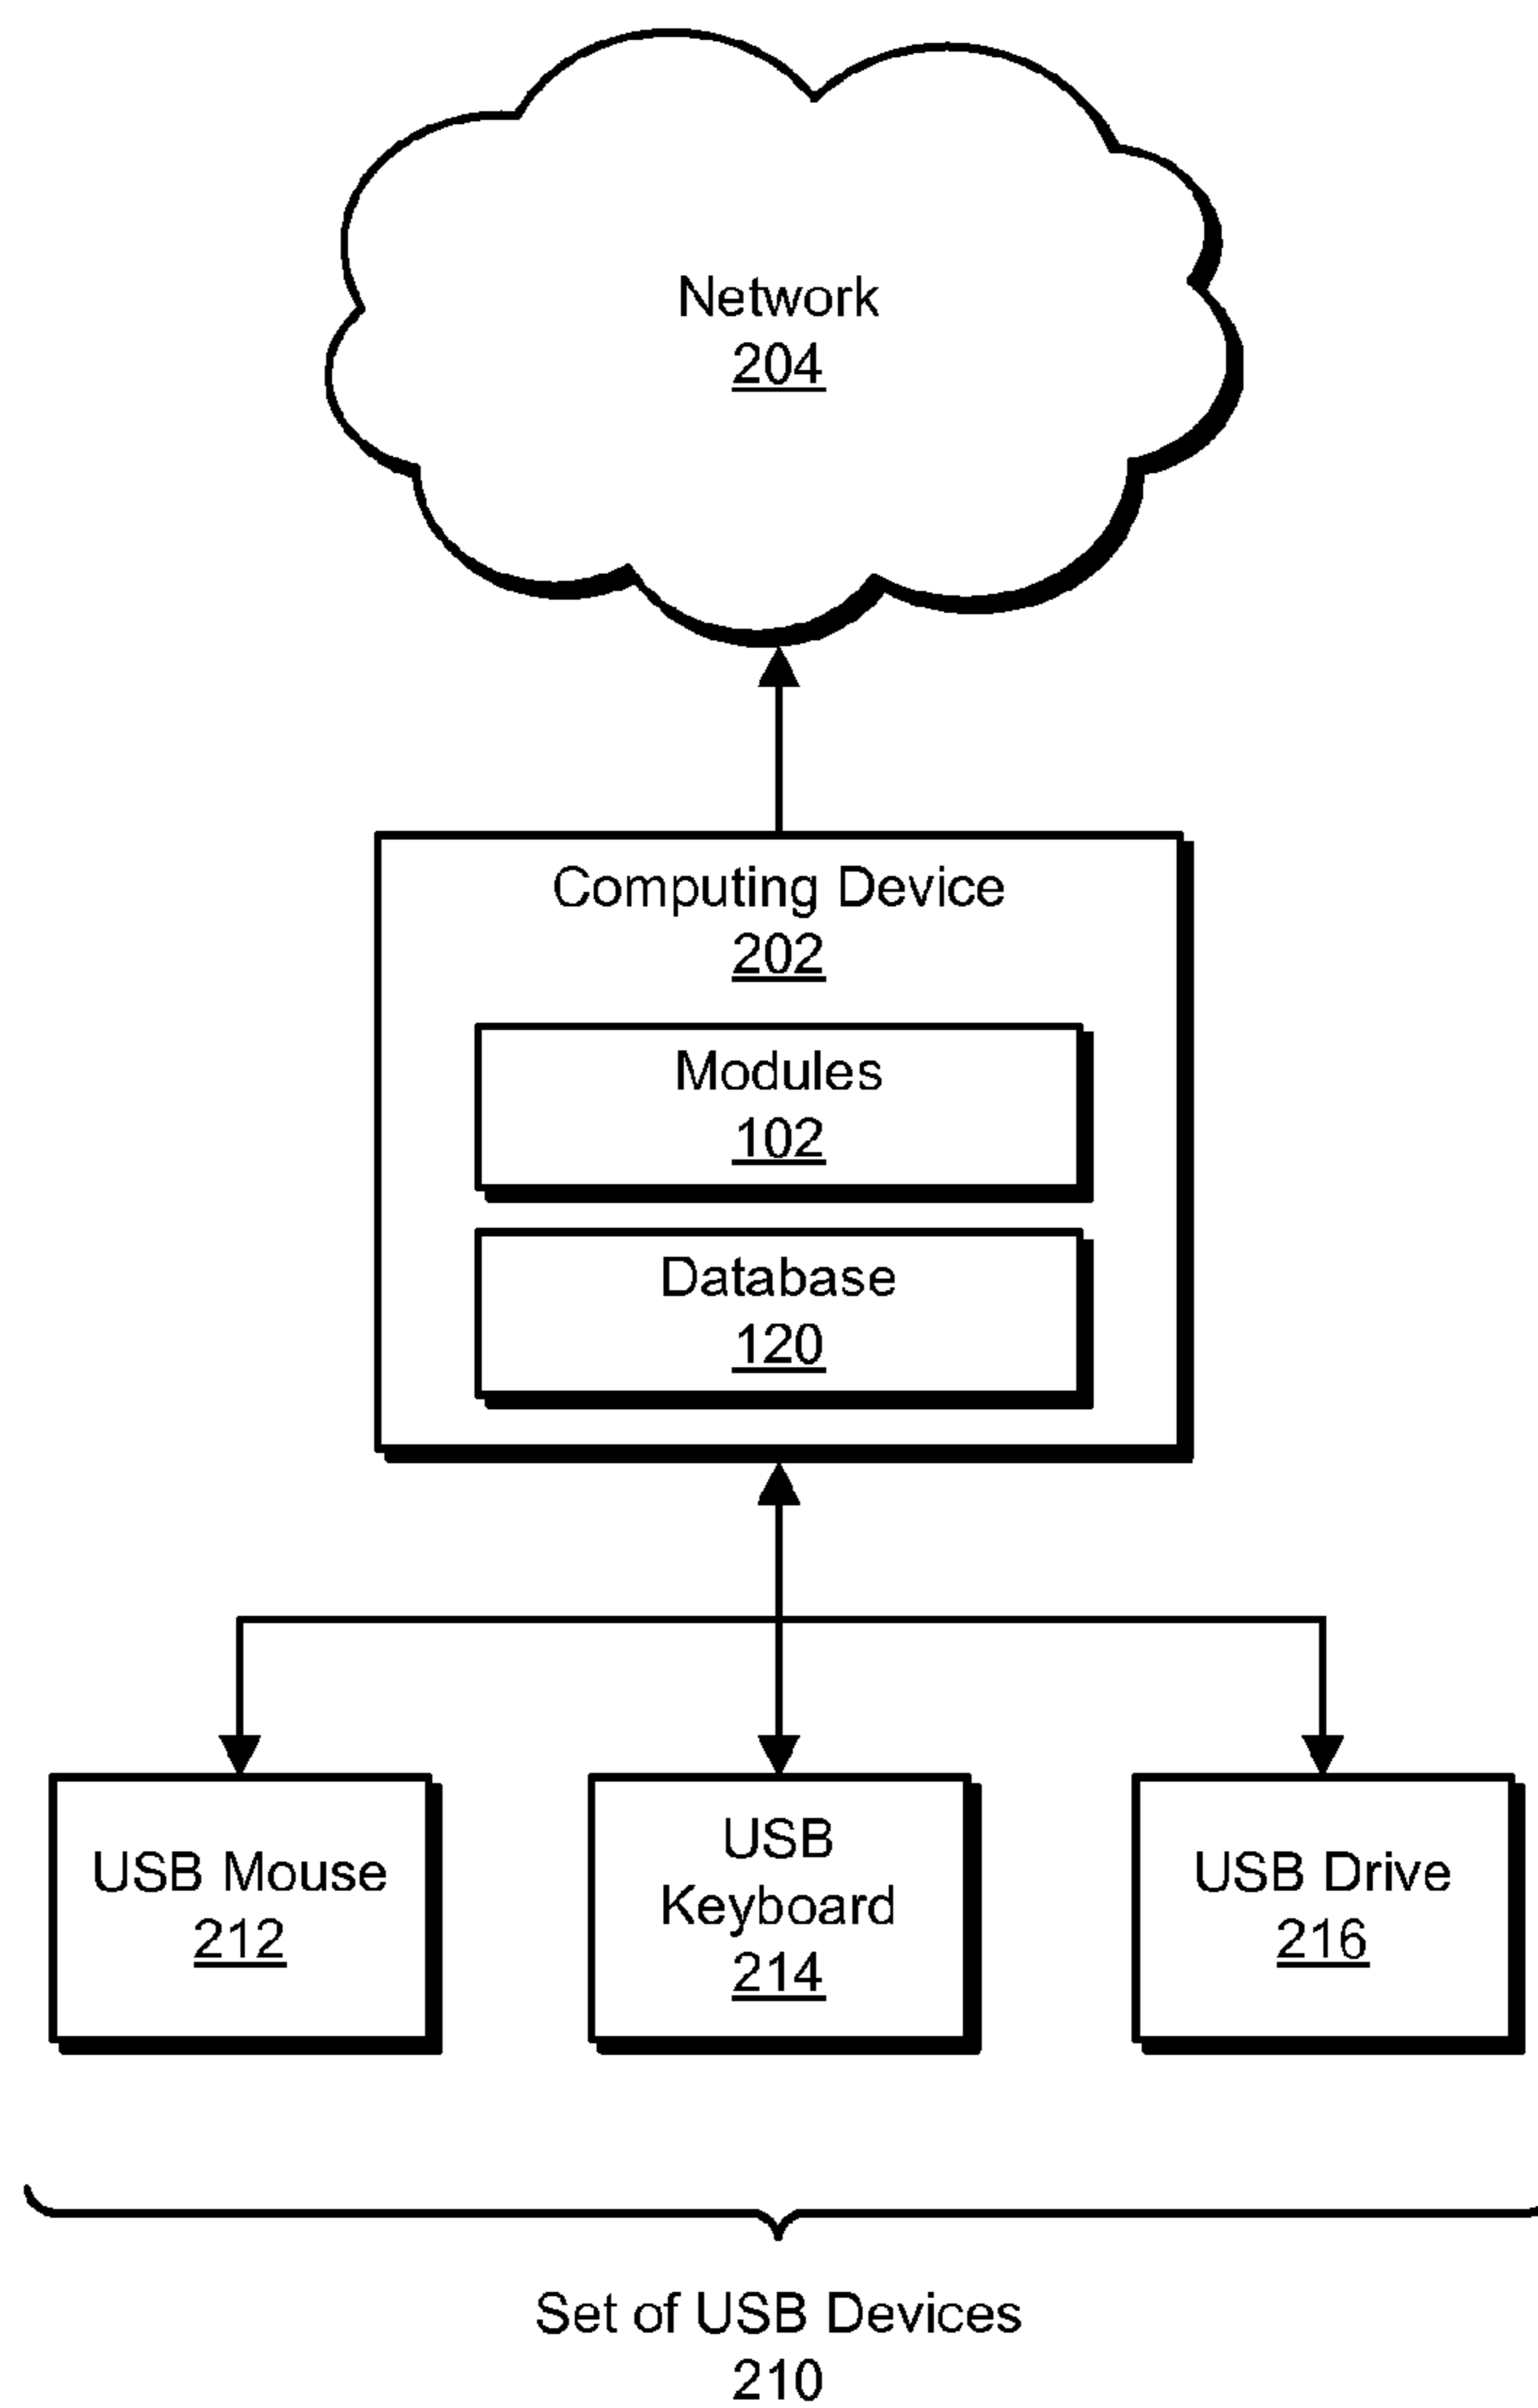 Network
204
Computing Device
202
Modules
102
Database
120
USB Mouse
212
USB
Keyboard
214
USB Drive
216
Set of USB Devices
210